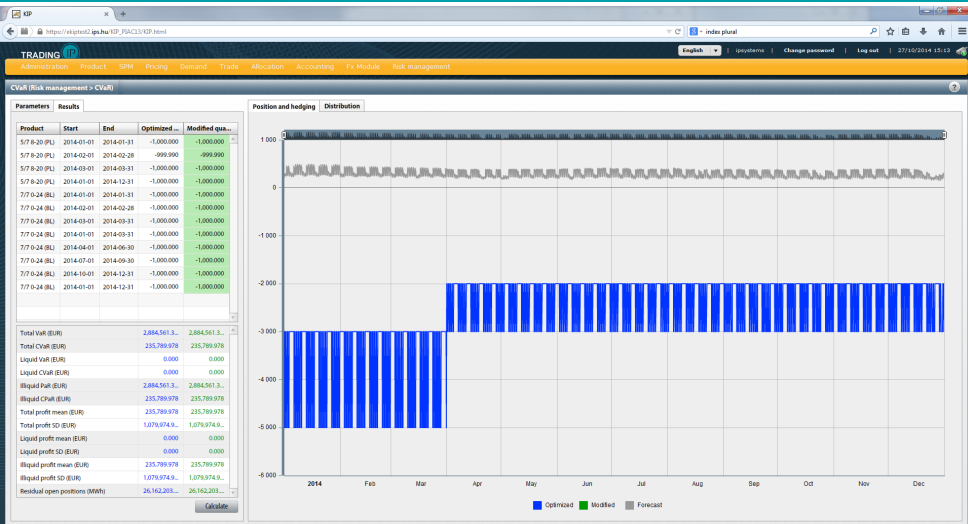 KIP
https://ekiptest2.ips.hu/KIP_PIAC13/KIP.html
index plural
TRADING IP
English | ipsystems | Change password | Log out | 27/10/2014 15:13
Administration Product SPM Pricing Demand Trade Allocation Accounting Fx Module Risk management
CVaR (Risk management > CVaR)
Parameters Results
Product Start End Optimized ... Modified qua...
5/7 8-20 (PL) 2014-01-01 2014-01-31 -1,000.000 -1,000.000
5/7 8-20 (PL) 2014-02-01 2014-02-28 -999.990 -999.990
5/7 8-20 (PL) 2014-03-01 2014-03-31 -1,000.000 -1,000.000
5/7 8-20 (PL) 2014-01-01 2014-12-31 -1,000.000 -1,000.000
7/7 0-24 (BL) 2014-01-01 2014-01-31 -1,000.000 -1,000.000
7/7 0-24 (BL) 2014-02-01 2014-02-28 -1,000.000 -1,000.000
7/7 0-24 (BL) 2014-03-01 2014-03-31 -1,000.000 -1,000.000
7/7 0-24 (BL) 2014-04-01 2014-06-30 -1,000.000 -1,000.000
7/7 0-24 (BL) 2014-07-01 2014-09-30 -1,000.000 -1,000.000
7/7 0-24 (BL) 2014-10-01 2014-12-31 -1,000.000 -1,000.000
7/7 0-24 (BL) 2014-01-01 2014-12-31 -1,000.000 -1,000.000
Total VaR (EUR) 2,884,561.3... 2,884,561.3...
Total CVaR (EUR) 235,789.978 235,789.978
Liquid VaR (EUR) 0.000 0.000
Liquid CVaR (EUR) 0.000 0.000
Illiquid PaR (EUR) 2,884,561.3... 2,884,561.3...
Illiquid CPaR (EUR) 235,789.978 235,789.978
Total profit mean (EUR) 235,789.978 235,789.978
Total profit SD (EUR) 1,079,974.9... 1,079,974.9...
Liquid profit mean (EUR) 0.000 0.000
Liquid profit SD (EUR) 0.000 0.000
Illiquid profit mean (EUR) 235,789.978 235,789.978
Illiquid profit SD (EUR) 1,079,974.9... 1,079,974.9...
Residual open positions (MWh) 26,162,203.... 26,162,203....
Calculate
Position and hedging Distribution
1 000
0
-1 000
-2 000
-3 000
-4 000
-5 000
-6 000
2014 Feb Mar Apr May Jun Jul Aug Sep Oct Nov Dec
Optimized Modified Forecast